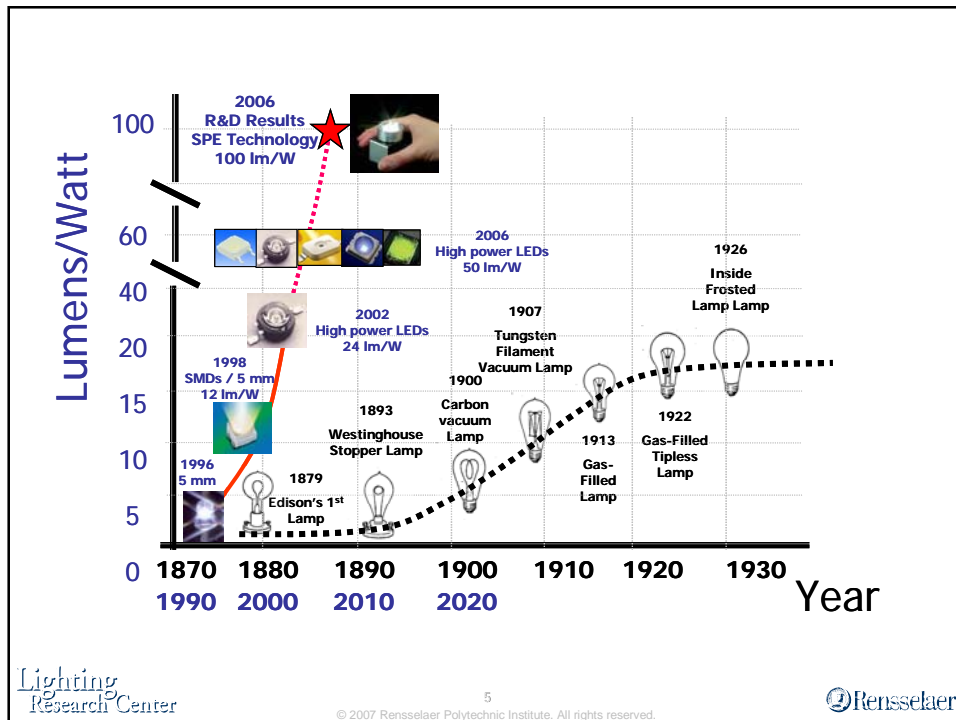 2006
R&D Results
SPE Technology
100 lm/W
Lumens/Watt
100
60
40
20
15
10
5
0
2006
High power LEDs
50 lm/W
2002
High power LEDs
24 lm/W
1998
SMDs / 5 mm
12 lm/W
1996
5 mm
1879
Edison's 1st
Lamp
1893
Westinghouse
Stopper Lamp
1900
Carbon
vacuum
Lamp
1907
Tungsten
Filament
Vacuum Lamp
1913
Gas-
Filled
Lamp
1922
Gas-Filled
Tipless
Lamp
1926
Inside
Frosted
Lamp Lamp
1870 1880 1890 1900 1910 1920 1930
1990 2000 2010 2020
Year
Lighting
Research Center
5
© 2007 Rensselaer Polytechnic Institute. All rights reserved.
Rensselaer